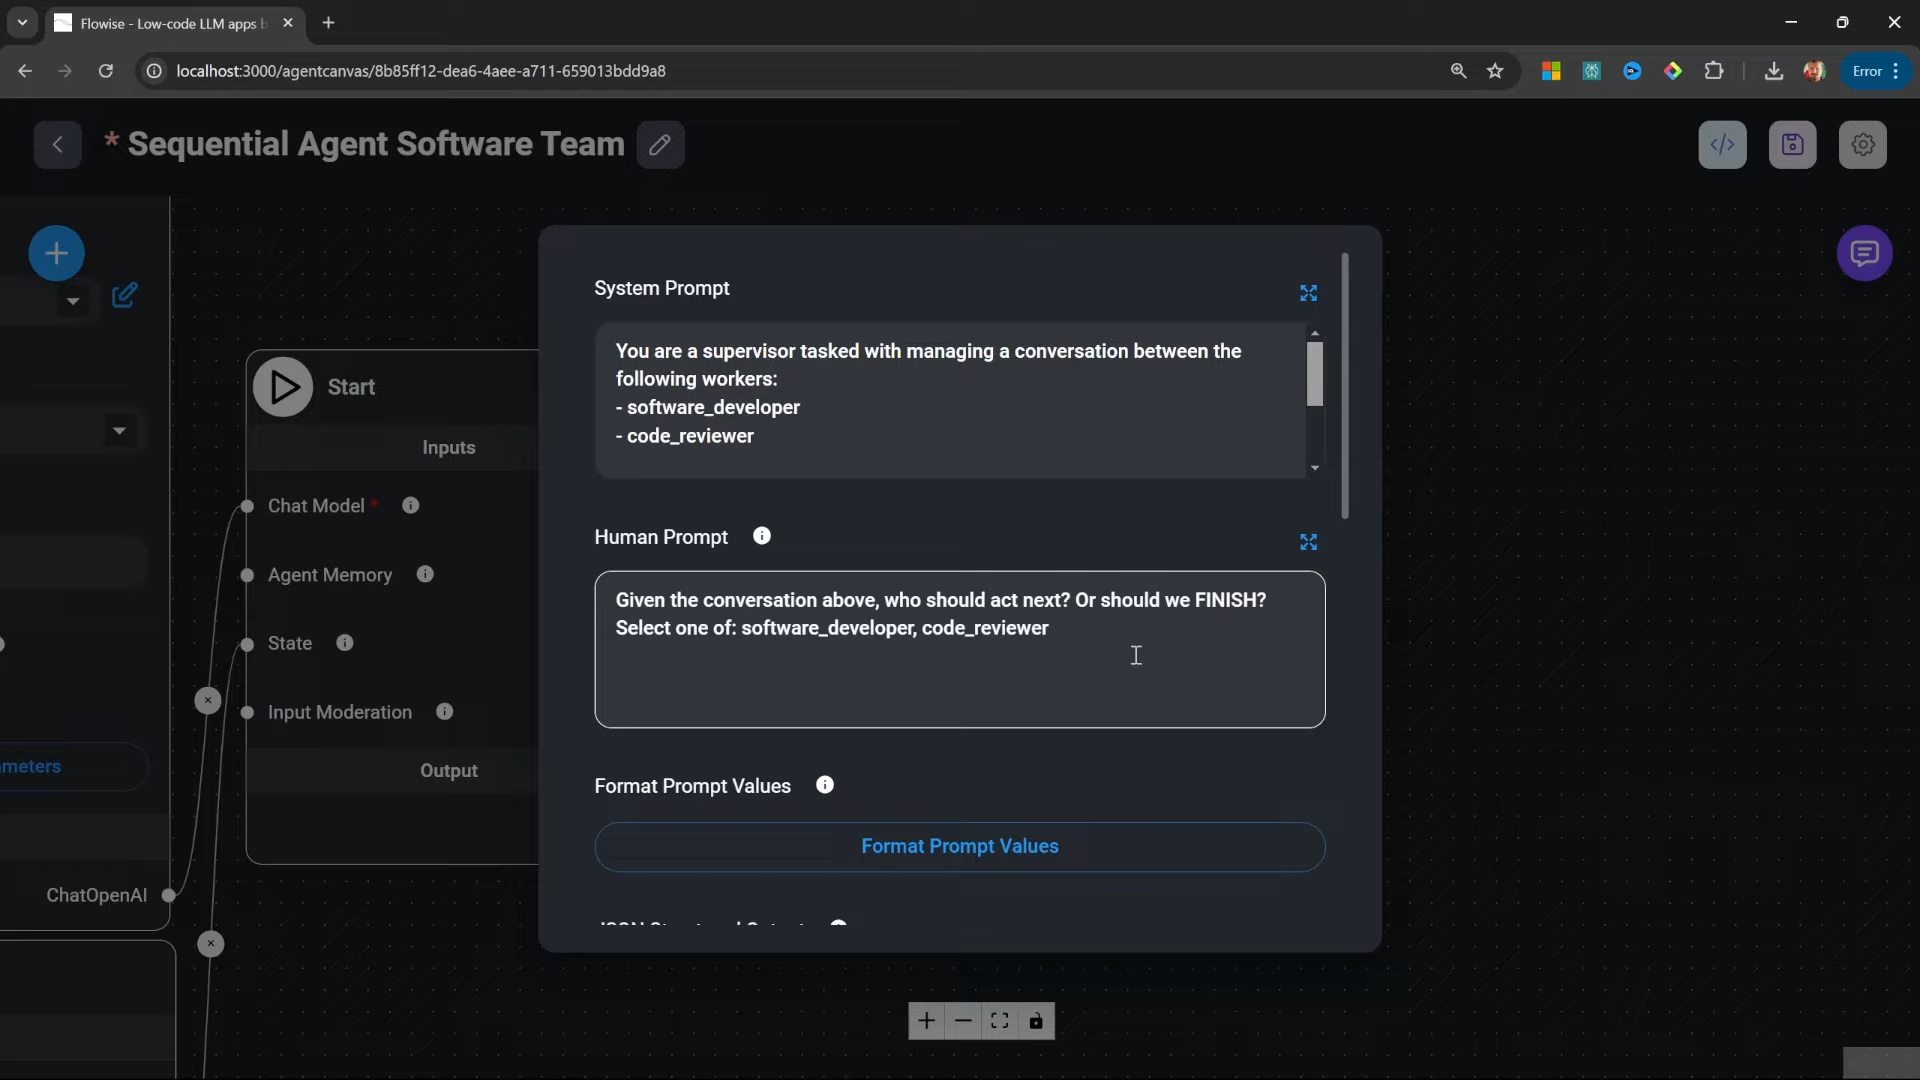 Flowise - Low-code LLM apps b
localhost:3000/agentcanvas/8b85ff12-dea6-4aee-a711-659013bdd9a8
Error
* Sequential Agent Software Team
Start
Inputs
Chat Model *
Agent Memory
State
Input Moderation
Output
meters
ChatOpenAI
System Prompt
You are a supervisor tasked with managing a conversation between the
following workers:
- software_developer
- code_reviewer
Human Prompt
Given the conversation above, who should act next? Or should we FINISH?
Select one of: software_developer, code_reviewer
Format Prompt Values
Format Prompt Values